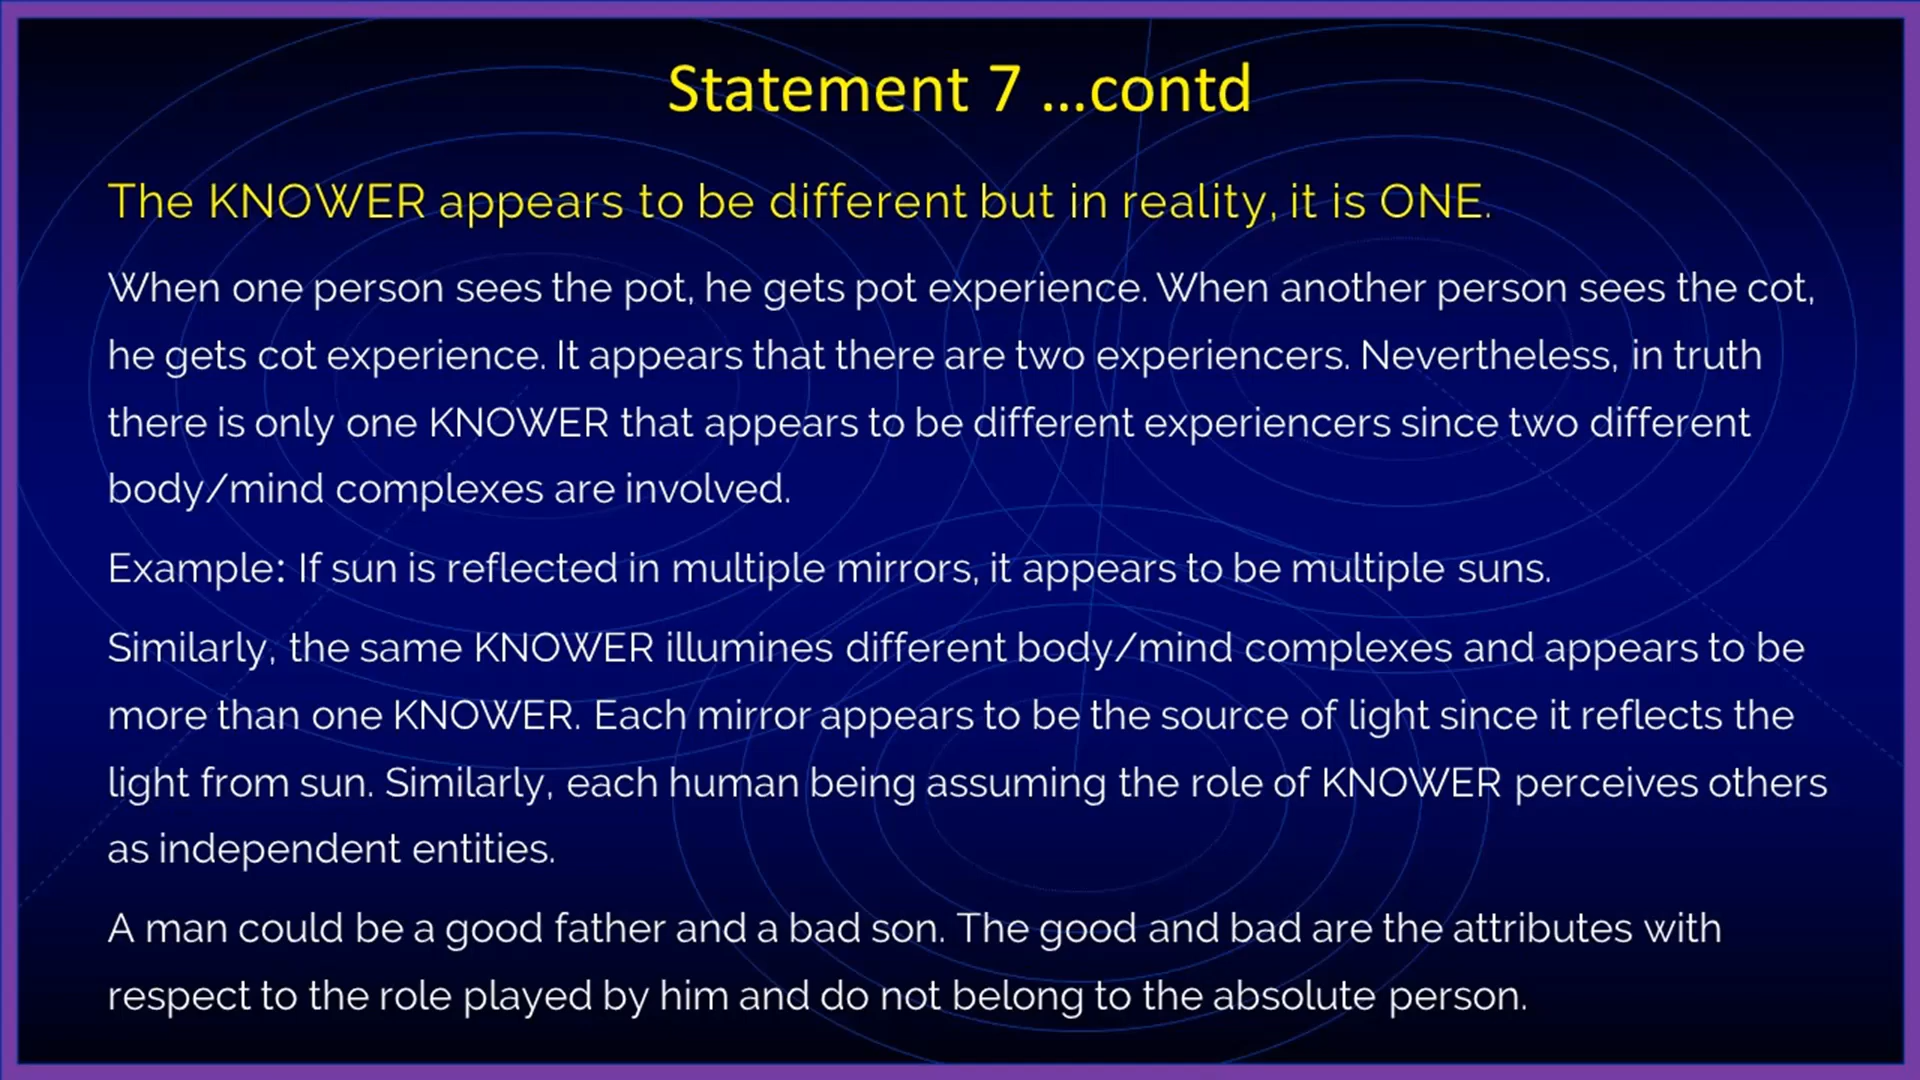 Statement 7 ...contd
The KNOWER appears to be different but in reality, it is ONE.
When one person sees the pot, he gets pot experience. When another person sees the cot,
he gets cot experience. It appears that there are two experiencers. Nevertheless, in truth
there is only one KNOWER that appears to be different experiencers since two different
body/mind complexes are involved.
Example: If sun is reflected in multiple mirrors, it appears to be multiple suns.
Similarly, the same KNOWER illumines different body/mind complexes and appears to be
more than one KNOWER. Each mirror appears to be the source of light since it reflects the
light from sun. Similarly, each human being assuming the role of KNOWER perceives others
as independent entities.
A man could be a good father and a bad son. The good and bad are the attributes with
respect to the role played by him and do not belong to the absolute person.